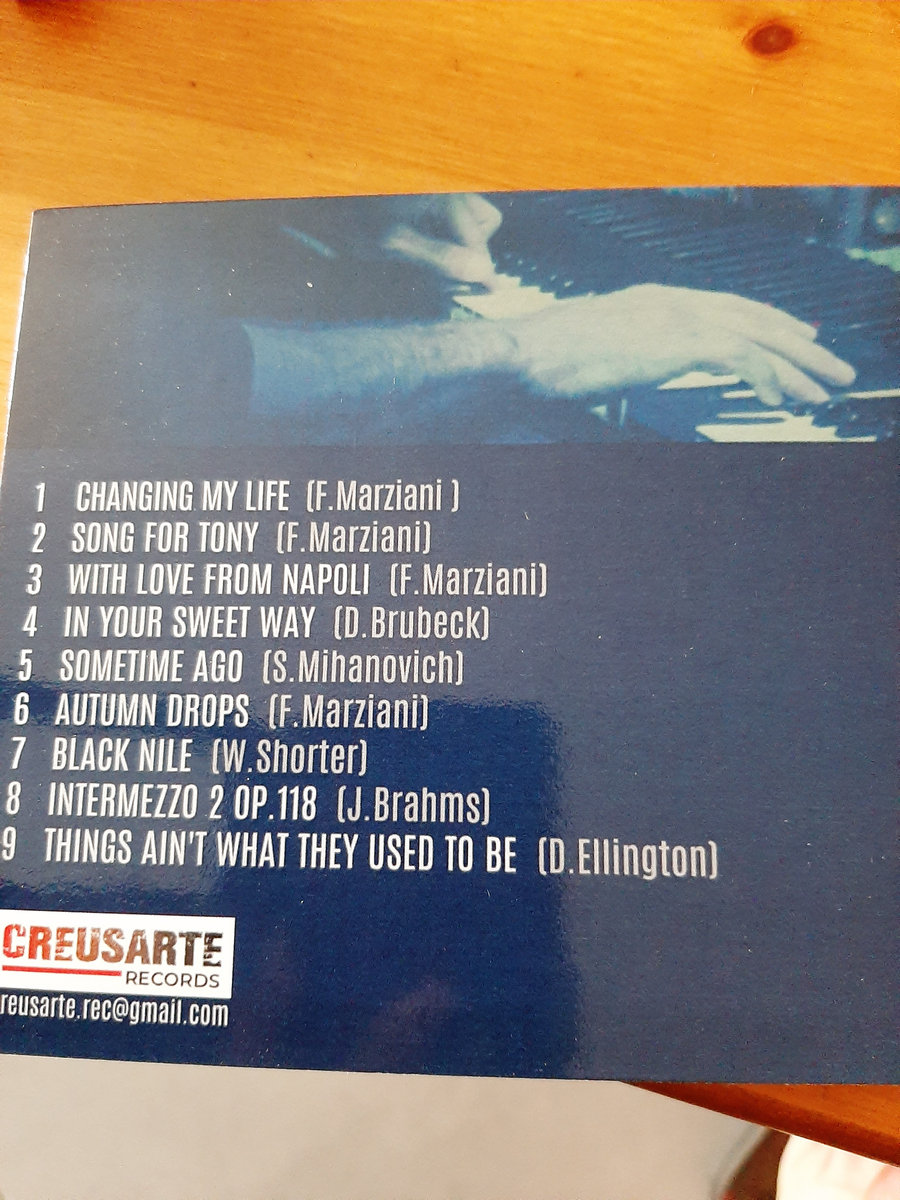 1 CHANGING MY LIFE (F.Marziani )
2 SONG FOR TONY (F.Marziani)
3 WITH LOVE FROM NAPOLI (F.Marziani)
4 IN YOUR SWEET WAY (D.Brubeck)
5 SOMETIME AGO (S.Mihanovich)
6 AUTUMN DROPS (F.Marziani)
7 BLACK NILE (W.Shorter)
8 INTERMEZZO 2 OP.118 (J.Brahms)
9 THINGS AIN'T WHAT THEY USED TO BE (D.Ellington)
CREUSARTE
RECORDS
reusarte.rec@gmail.com